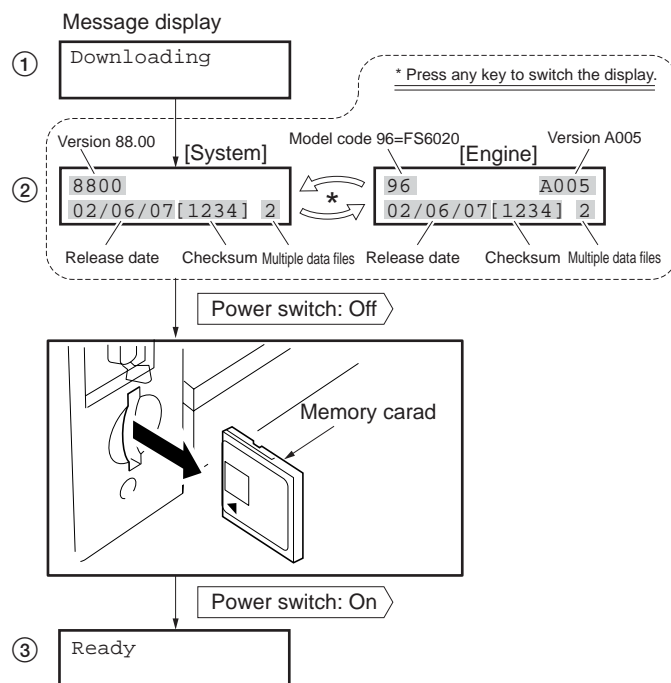 Message display
① Downloading
* Press any key to switch the display.
Version 88.00 [System] Model code 96=FS6020 [Engine] Version A005
② 8800 * 96 A005
02/06/07[1234] 2 02/06/07[1234] 2
Release date Checksum Multiple data files Release date Checksum Multiple data files
Power switch: Off
Memory carad
Power switch: On
③ Ready